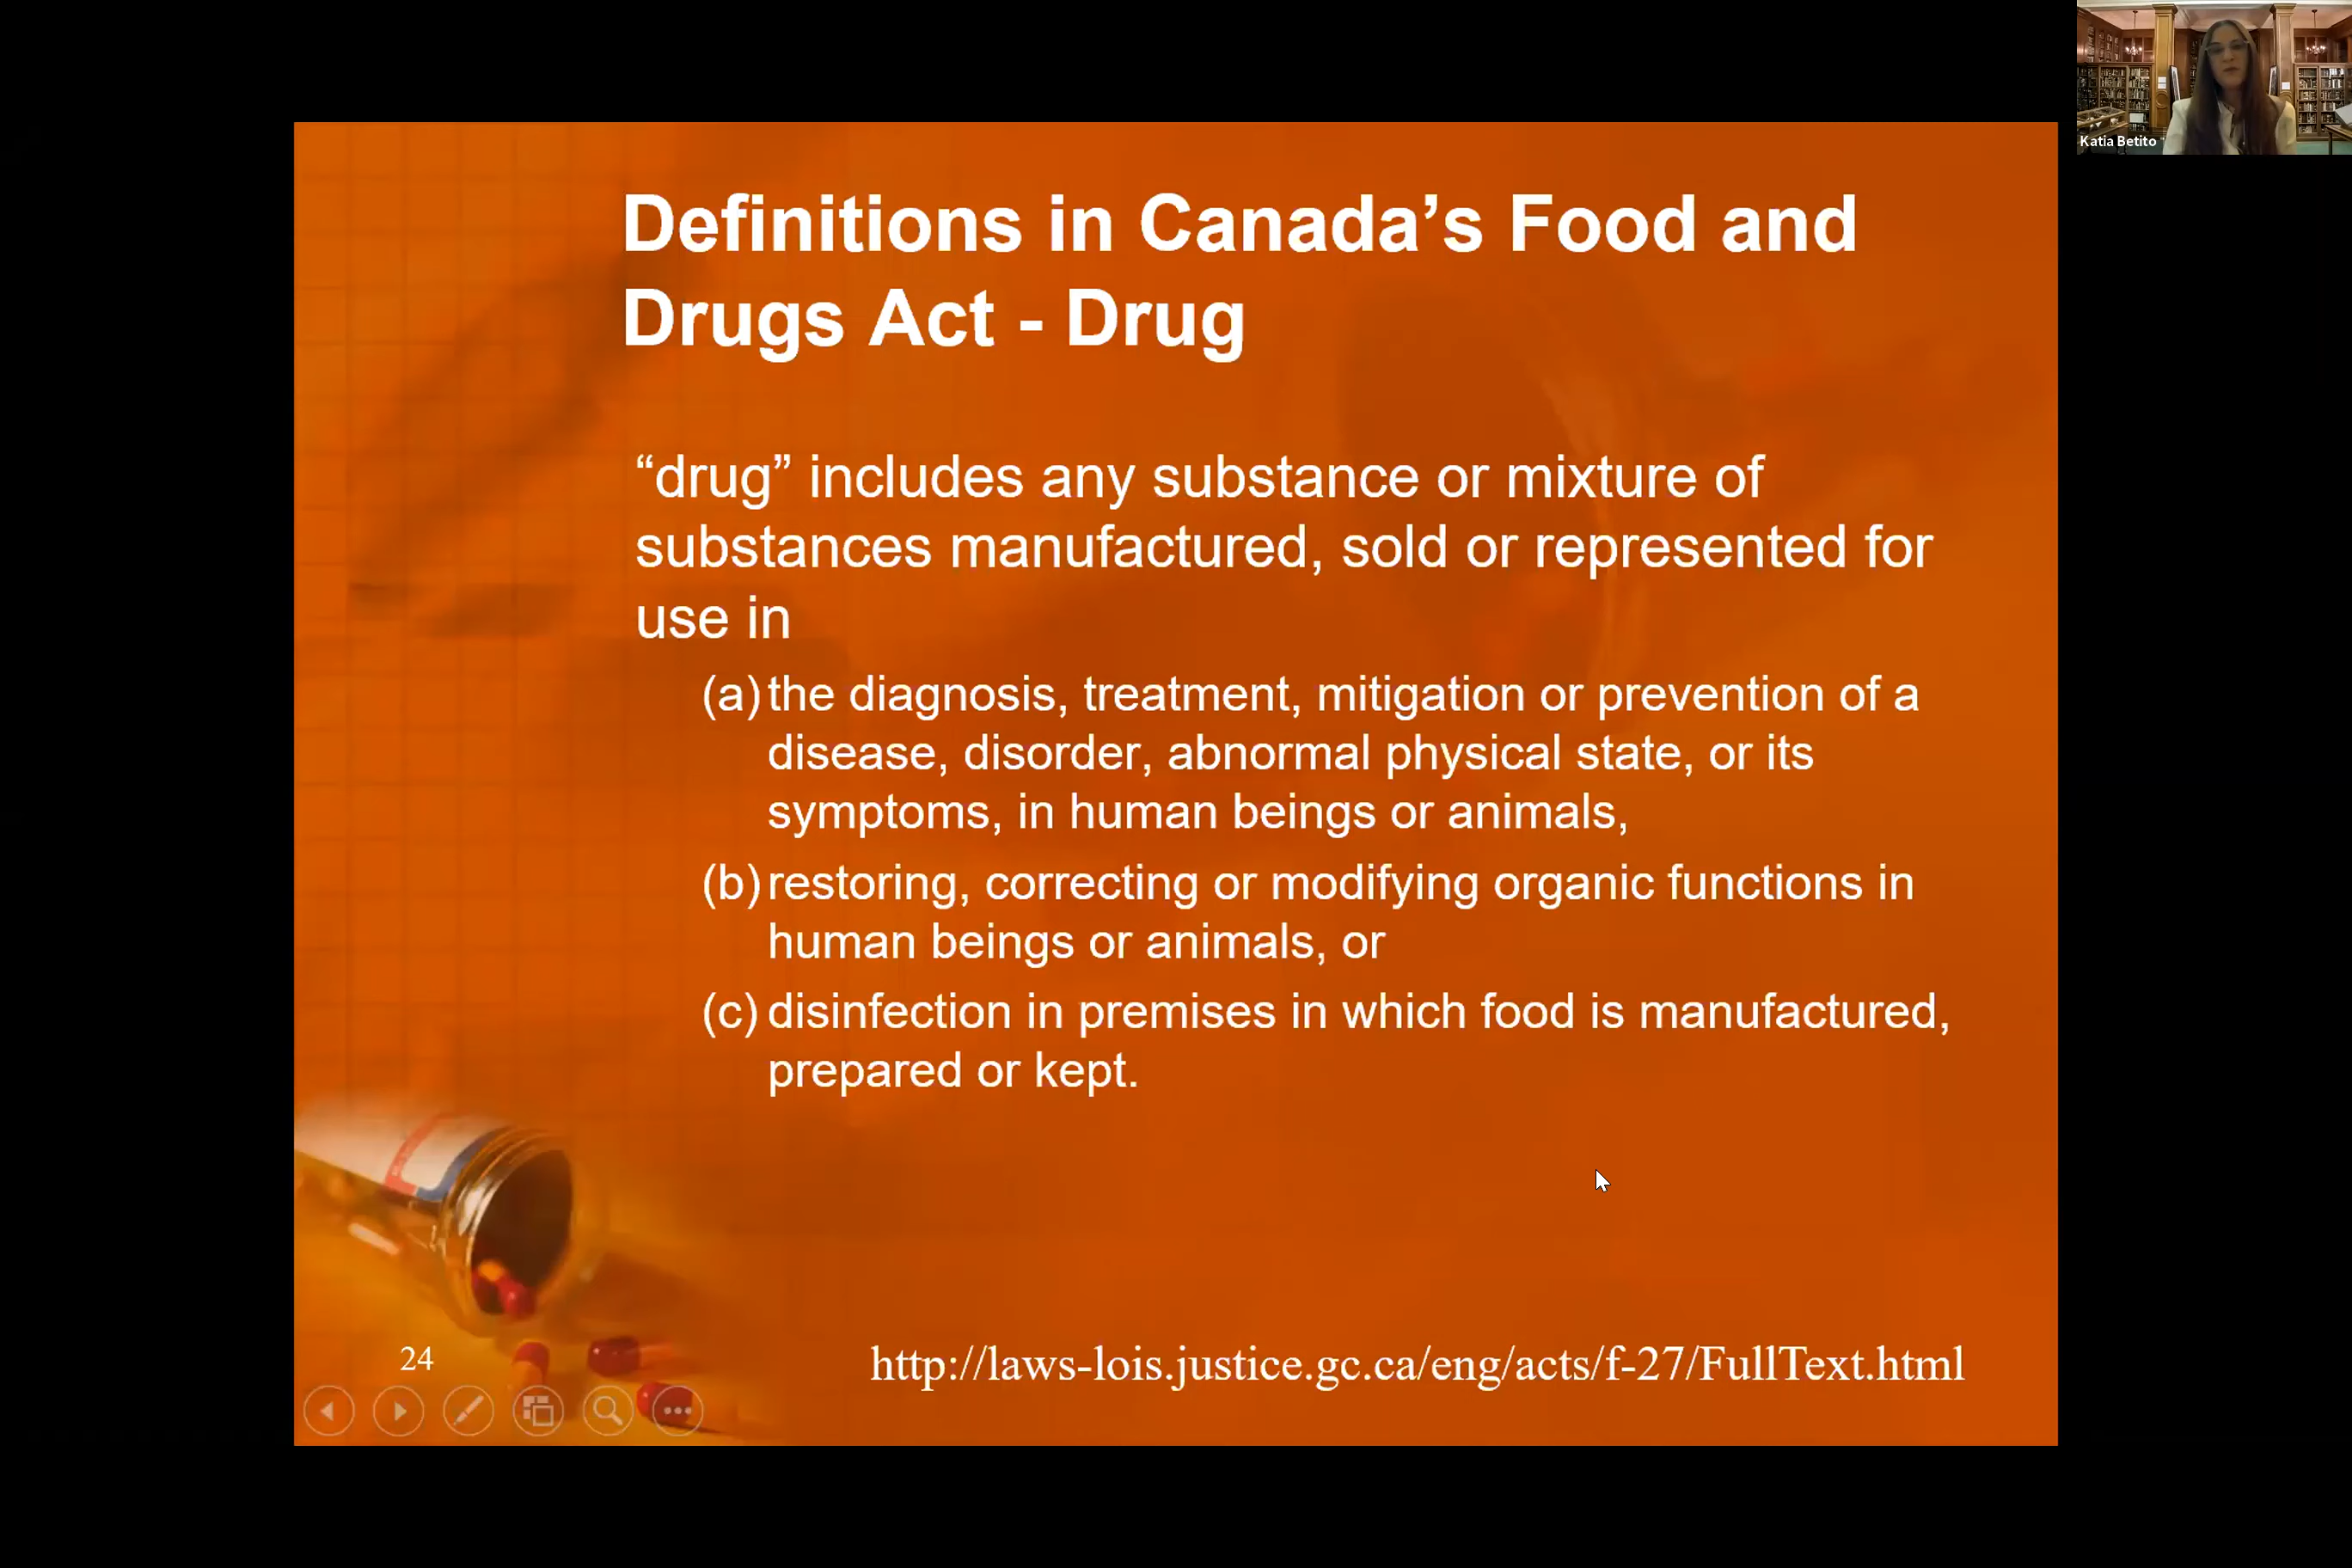 Katia Betito
Definitions in Canada’s Food and
Drugs Act - Drug
“drug” includes any substance or mixture of
substances manufactured, sold or represented for
use in
(a) the diagnosis, treatment, mitigation or prevention of a
disease, disorder, abnormal physical state, or its
symptoms, in human beings or animals,
(b) restoring, correcting or modifying organic functions in
human beings or animals, or
(c) disinfection in premises in which food is manufactured,
prepared or kept.
24
http://laws-lois.justice.gc.ca/eng/acts/f-27/FullText.html